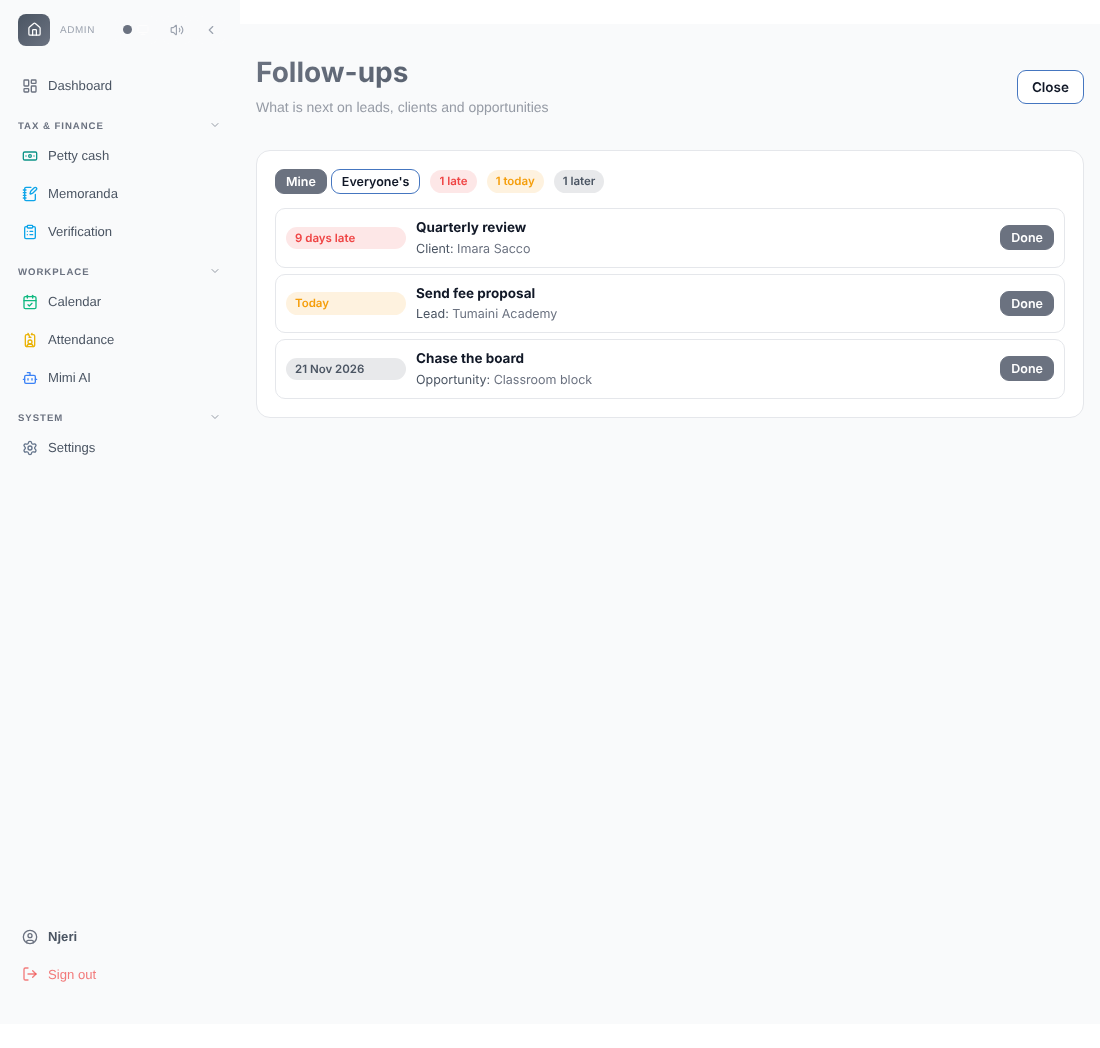 ADMIN
Dashboard
TAX & FINANCE
Petty cash
Memoranda
Verification
WORKPLACE
Calendar
Attendance
Mimi AI
SYSTEM
Settings
Njeri
Sign out
Follow-ups
What is next on leads, clients and opportunities
Close
Mine Everyone's 1 late 1 today 1 later
9 days late
Quarterly review
Client: Imara Sacco
Done
Today
Send fee proposal
Lead: Tumaini Academy
Done
21 Nov 2026
Chase the board
Opportunity: Classroom block
Done